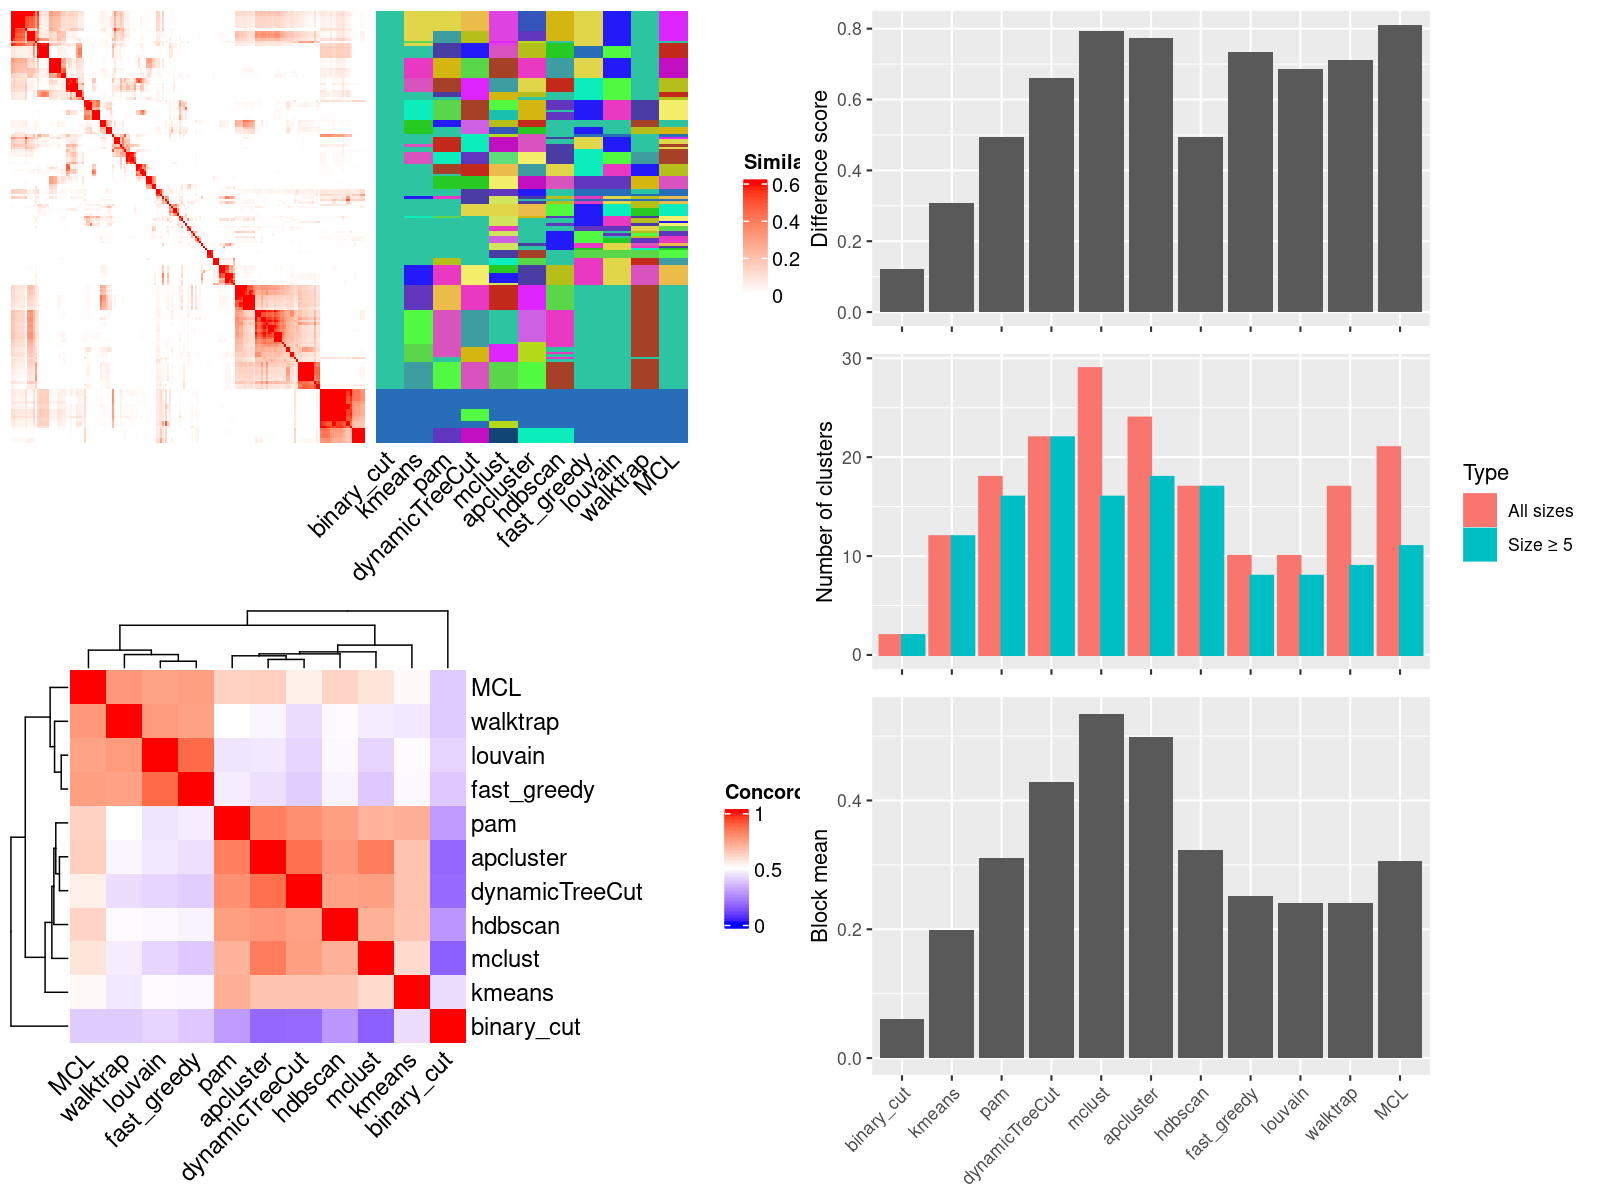 Simila
0.6
0.4
0.2
0
binary_cut
kmeans
pam
dynamicTreeCut
mclust
apcluster
hdbscan
fast_greedy
louvain
walktrap
MCL
MCL
walktrap
louvain
fast_greedy
pam
apcluster
dynamicTreeCut
hdbscan
mclust
kmeans
binary_cut
MCL
walktrap
louvain
fast_greedy
pam
apcluster
dynamicTreeCut
hdbscan
mclust
kmeans
binary_cut
Concord
1
0.5
0
Difference score
0.8
0.6
0.4
0.2
0.0
Number of clusters
30
20
10
0
Type
All sizes
Size ≥ 5
Block mean
0.4
0.2
0.0
binary_cut
kmeans
pam
dynamicTreeCut
mclust
apcluster
hdbscan
fast_greedy
louvain
walktrap
MCL